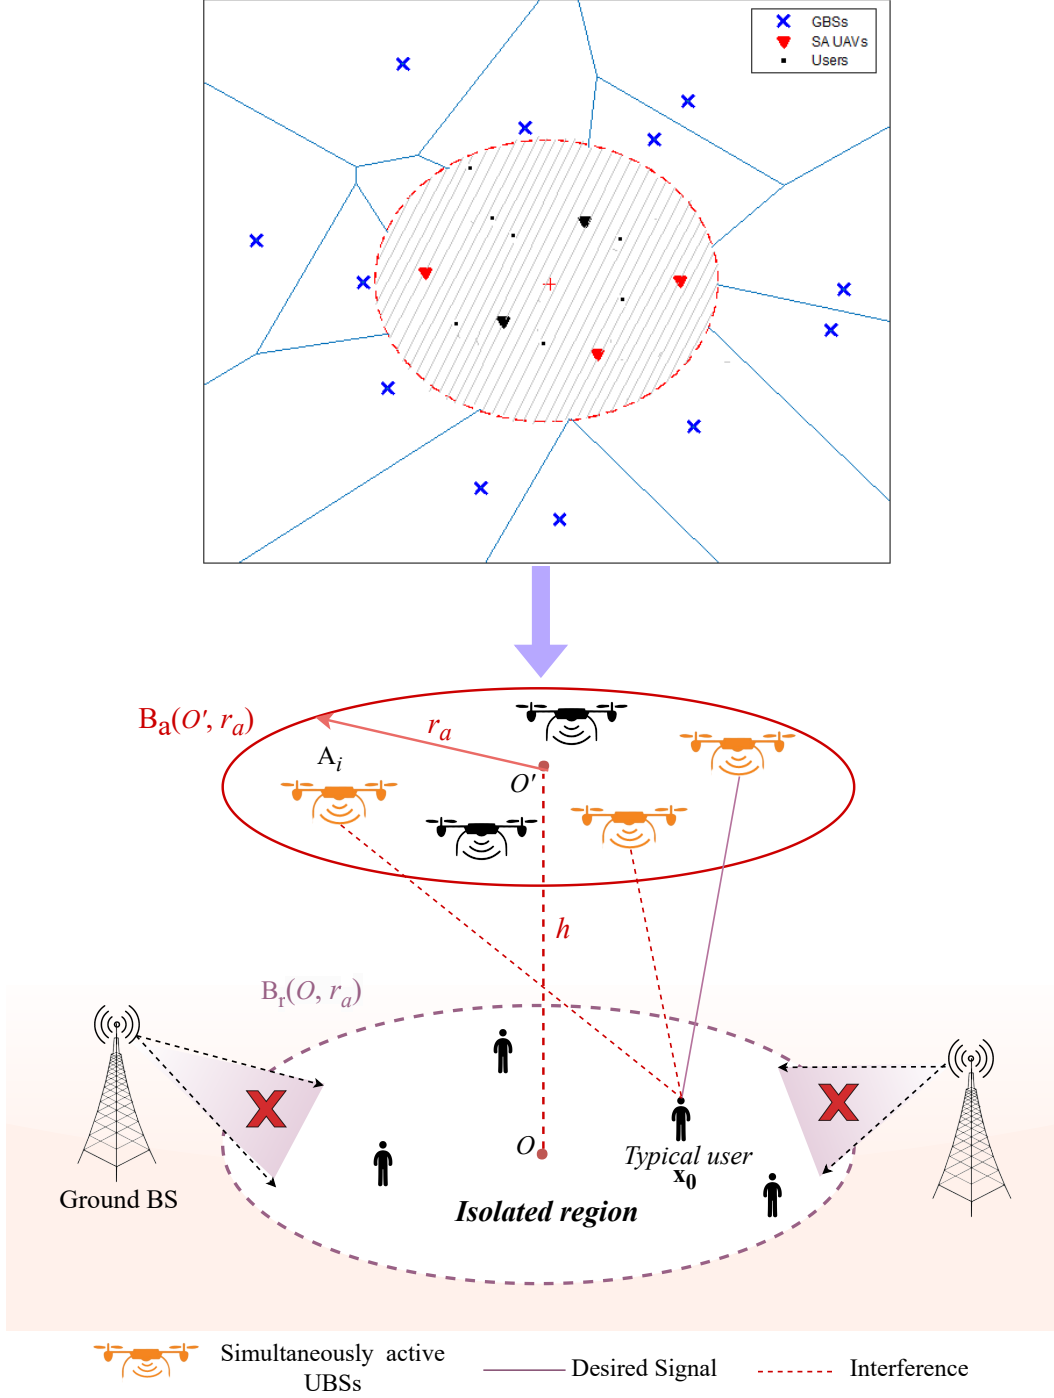 GBSs
SA UAVs
Users
Bₐ(O′, rₐ)
rₐ
Aᵢ
O′
h
Bᵣ(O, rₐ)
X
X
O
Typical user
x₀
Ground BS
Isolated region
Simultaneously active
UBSs
Desired Signal
Interference